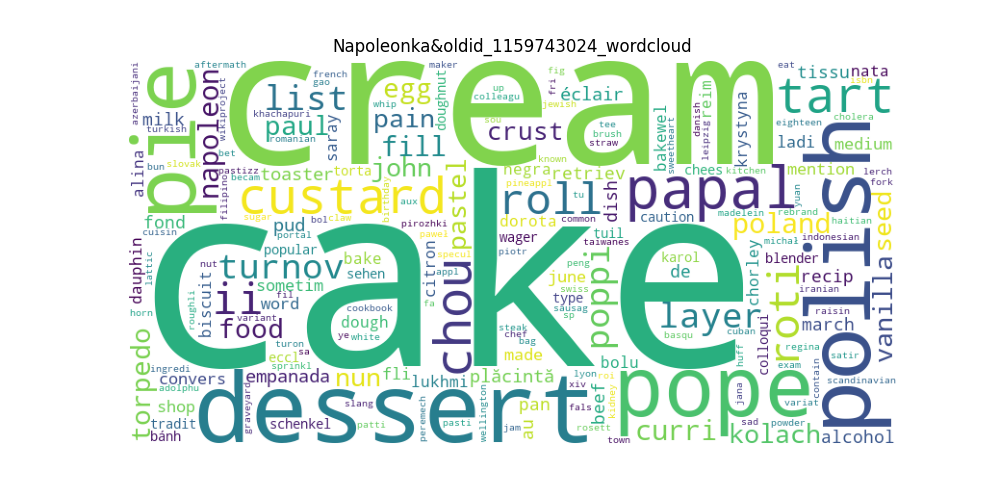 Napoleonka&oldid_1159743024_wordcloud
cream
cake
pie
dessert
polish
pope
papal
custard
tart
chou
roll
list
paul
pain
fill
egg
john
éclair
crust
napoleon
milk
alina
turkish
azerbaijani
aftermath
wikiproject
french
gao
khachapuri
romanian
saray
whip
doughnut
maker
up
colleagu
sou
fig
fri
jewish
tee
brush
straw
bakewel
sweetheart
danish
leipzig
reim
krystyna
eat
isbn
tissu
nata
eighteen
cholera
ladi
medium
bun
slovak
bet
pastizz
becam
filipino
toaster
torta
sugar
bol
claw
birthday
aux
pirozhki
pawei
pastel
negra
retriev
known
pineappl
tu
dish
chees
kitchen
mention
lerch
fork
caution
madelein
yuan
rebrand
haitian
poland
seed
vanilla
indonesian
michał
fond
cuisin
lattic
dauphin
horn
pud
portal
popular
bake
sehen
citron
specul
appl
fa
dorota
common
wager
taiwanes
piotr
tuil
karol
de
peng
swiss
june
type
sausag
sp
poppi
chorley
blender
recip
iranian
raisin
march
roti
colloqui
turnov
ii
nut
fil
sometim
word
variant
biscuit
roughli
food
cookbook
dough
ye
white
layer
steak
chef
bag
made
basqu
cuban
huff
regina
satir
exam
contain
scandinavian
torpedo
ingredi
adolphu
convers
eccl
turon
sa
sprinkl
empanada
nun
fli
lukhmi
plăcintă
lyon
xiv
bolu
beef
kidney
ro
fals
rosett
town
jana
sad
powder
variat
shop
tradit
bánh
graveyard
schenkel
slang
patti
peremech
pasti
jam
wellington
pan
au
curri
kolach
alcohol